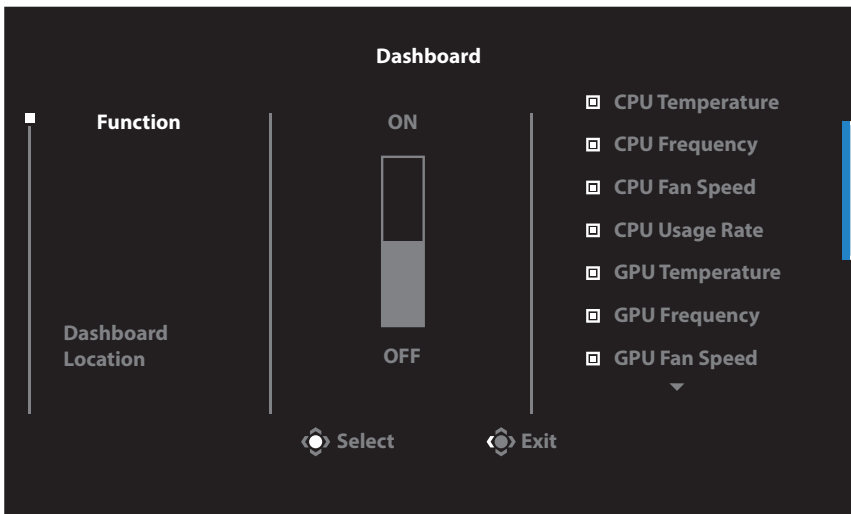 Dashboard
Function
Dashboard
Location
ON
OFF
CPU Temperature
CPU Frequency
CPU Fan Speed
CPU Usage Rate
GPU Temperature
GPU Frequency
GPU Fan Speed
Select
Exit